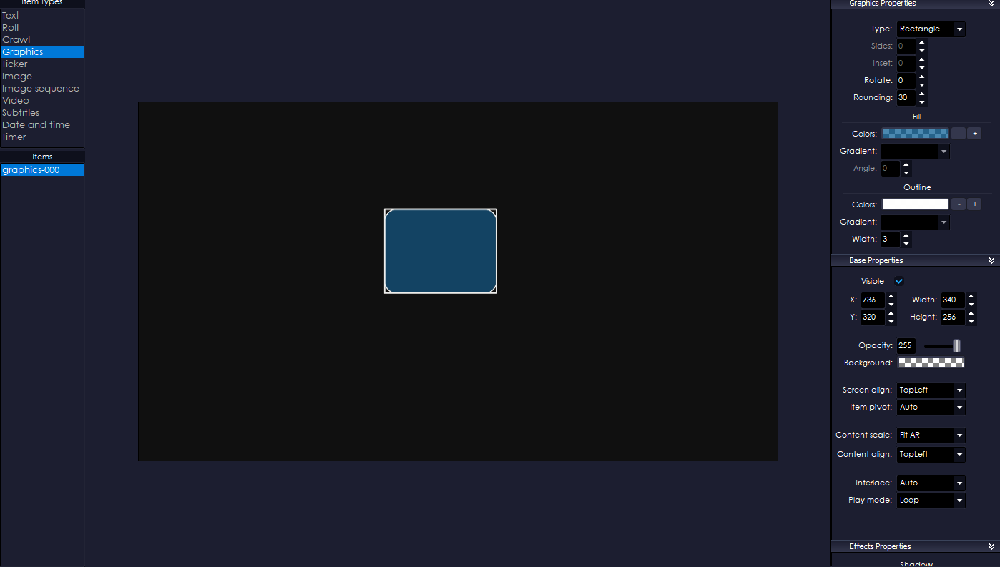 Item Types
Text
Roll
Crawl
Graphics
Ticker
Image
Image sequence
Video
Subtitles
Date and time
Timer
Items
graphics-000
Graphics Properties
Type: Rectangle
Sides: 0
Inset: 0
Rotate: 0
Rounding: 30
Fill
Colors: - +
Gradient:
Angle: 0
Outline
Colors: - +
Gradient:
Width: 3
Base Properties
Visible
X: 736 Width: 340
Y: 320 Height: 256
Opacity: 255
Background:
Screen align: TopLeft
Item pivot: Auto
Content scale: Fit AR
Content align: TopLeft
Interlace: Auto
Play mode: Loop
Effects Properties
Shadow